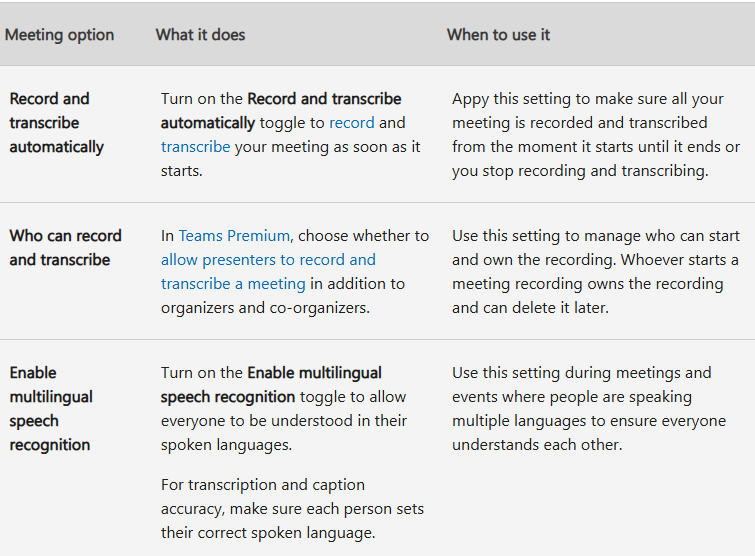 Meeting option
What it does
When to use it
Record and
transcribe
automatically
Turn on the Record and transcribe
automatically toggle to record and
transcribe your meeting as soon as it
starts.
Appy this setting to make sure all your
meeting is recorded and transcribed
from the moment it starts until it ends or
you stop recording and transcribing.
Who can record
and transcribe
In Teams Premium, choose whether to
allow presenters to record and
transcribe a meeting in addition to
organizers and co-organizers.
Use this setting to manage who can start
and own the recording. Whoever starts a
meeting recording owns the recording
and can delete it later.
Enable
multilingual
speech
recognition
Turn on the Enable multilingual
speech recognition toggle to allow
everyone to be understood in their
spoken languages.
For transcription and caption
accuracy, make sure each person sets
their correct spoken language.
Use this setting during meetings and
events where people are speaking
multiple languages to ensure everyone
understands each other.